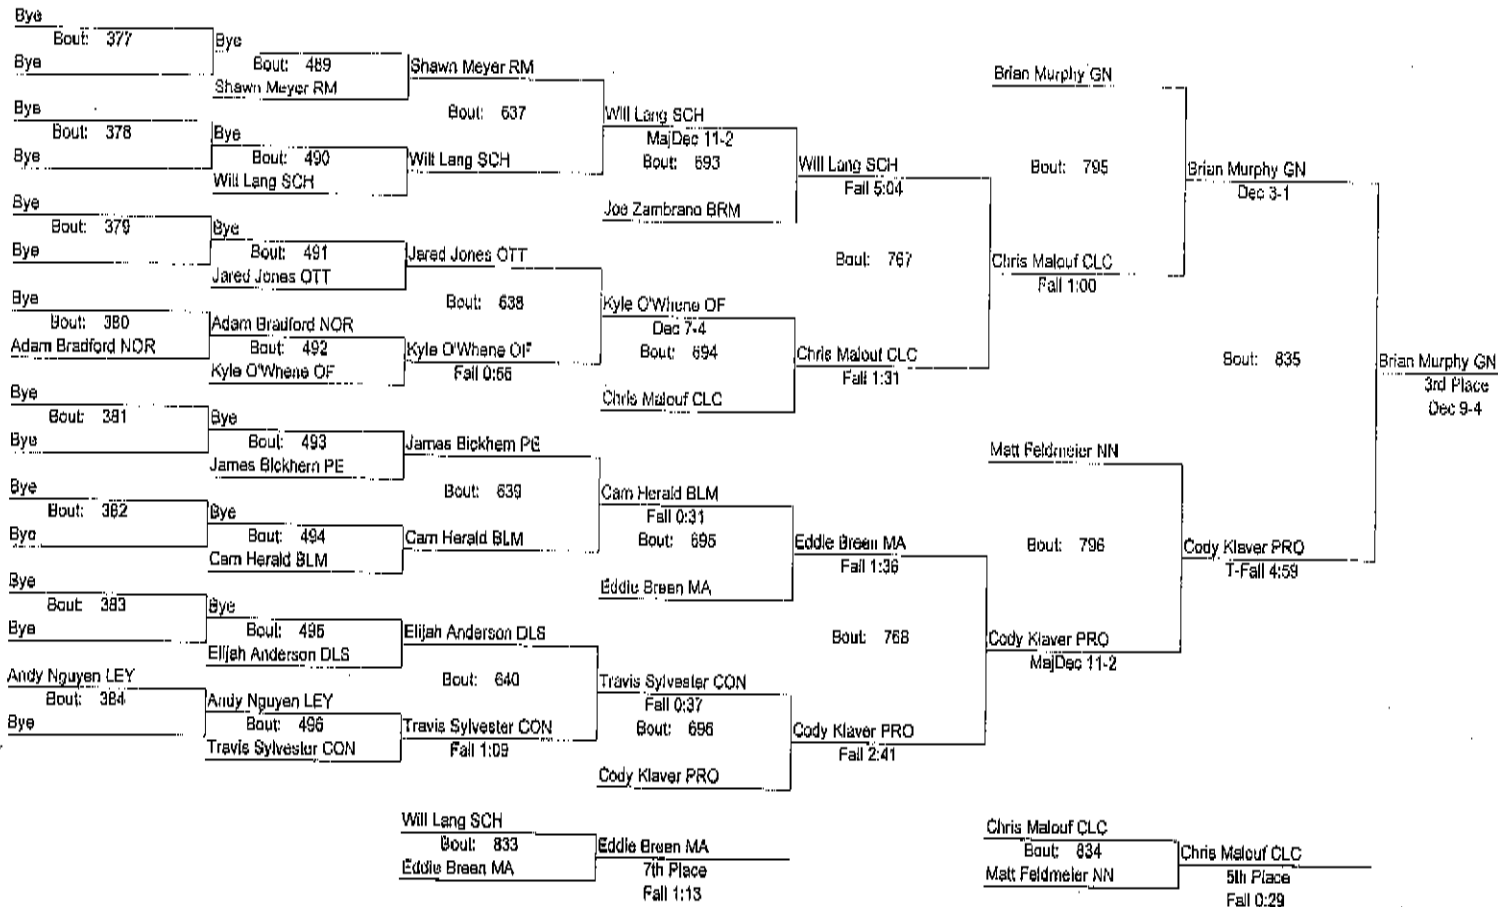 Bye
Bout: 377
Bye
Bye
Bout: 378
Bye
Bye
Bout: 379
Bye
Bye
Bout: 380
Adam Bradford NOR
Bye
Bout: 381
Bye
Bye
Bout: 382
Bye
Bye
Bout: 383
Bye
Andy Nguyen LEY
Bout: 384
Bye
Bye
Bout: 489
Shawn Meyer RM
Bye
Bout: 490
Will Lang SCH
Bye
Bout: 491
Jared Jones OTT
Adam Bradford NOR
Bout: 492
Kyle O'Whene OF
Bye
Bout: 493
James Bickhem PE
Bye
Bout: 494
Cam Herald BLM
Bye
Bout: 495
Elijah Anderson DLS
Andy Nguyen LEY
Bout: 496
Travis Sylvester CON
Shawn Meyer RM
Bout: 637
Will Lang SCH
Jared Jones OTT
Bout: 638
Kyle O'Whene OF
Fall 0:56
James Bickhem PE
Bout: 639
Cam Herald BLM
Elijah Anderson DLS
Bout: 640
Travis Sylvester CON
Fall 1:09
Will Lang SCH
MajDec 11-2
Bout: 693
Joe Zambrano BRM
Kyle O'Whene OF
Dec 7-4
Bout: 694
Chris Malouf CLC
Cam Herald BLM
Fall 0:31
Bout: 695
Eddie Breen MA
Travis Sylvester CON
Fall 0:37
Bout: 696
Cody Klaver PRO
Will Lang SCH
Fall 5:04
Bout: 767
Chris Malouf CLC
Fall 1:31
Eddie Breen MA
Fall 1:36
Bout: 768
Cody Klaver PRO
Fall 2:41
Brian Murphy GN
Bout: 795
Chris Malouf CLC
Fall 1:00
Matt Feldmeier NN
Bout: 796
Cody Klaver PRO
MajDec 11-2
Brian Murphy GN
Dec 3-1
Bout: 835
Cody Klaver PRO
T-Fall 4:59
Brian Murphy GN
3rd Place
Dec 9-4
Will Lang SCH
Bout: 833
Eddie Breen MA
Eddie Breen MA
7th Place
Fall 1:13
Chris Malouf CLC
Bout: 834
Matt Feldmeier NN
Chris Malouf CLC
5th Place
Fall 0:29